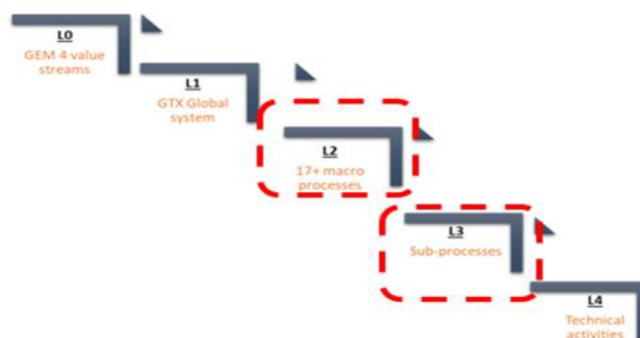 L0
GEM 4 value
streams
L1
GTX Global
system
L2
17+ macro
processes
L3
Sub-processes
L4
Technical
activities